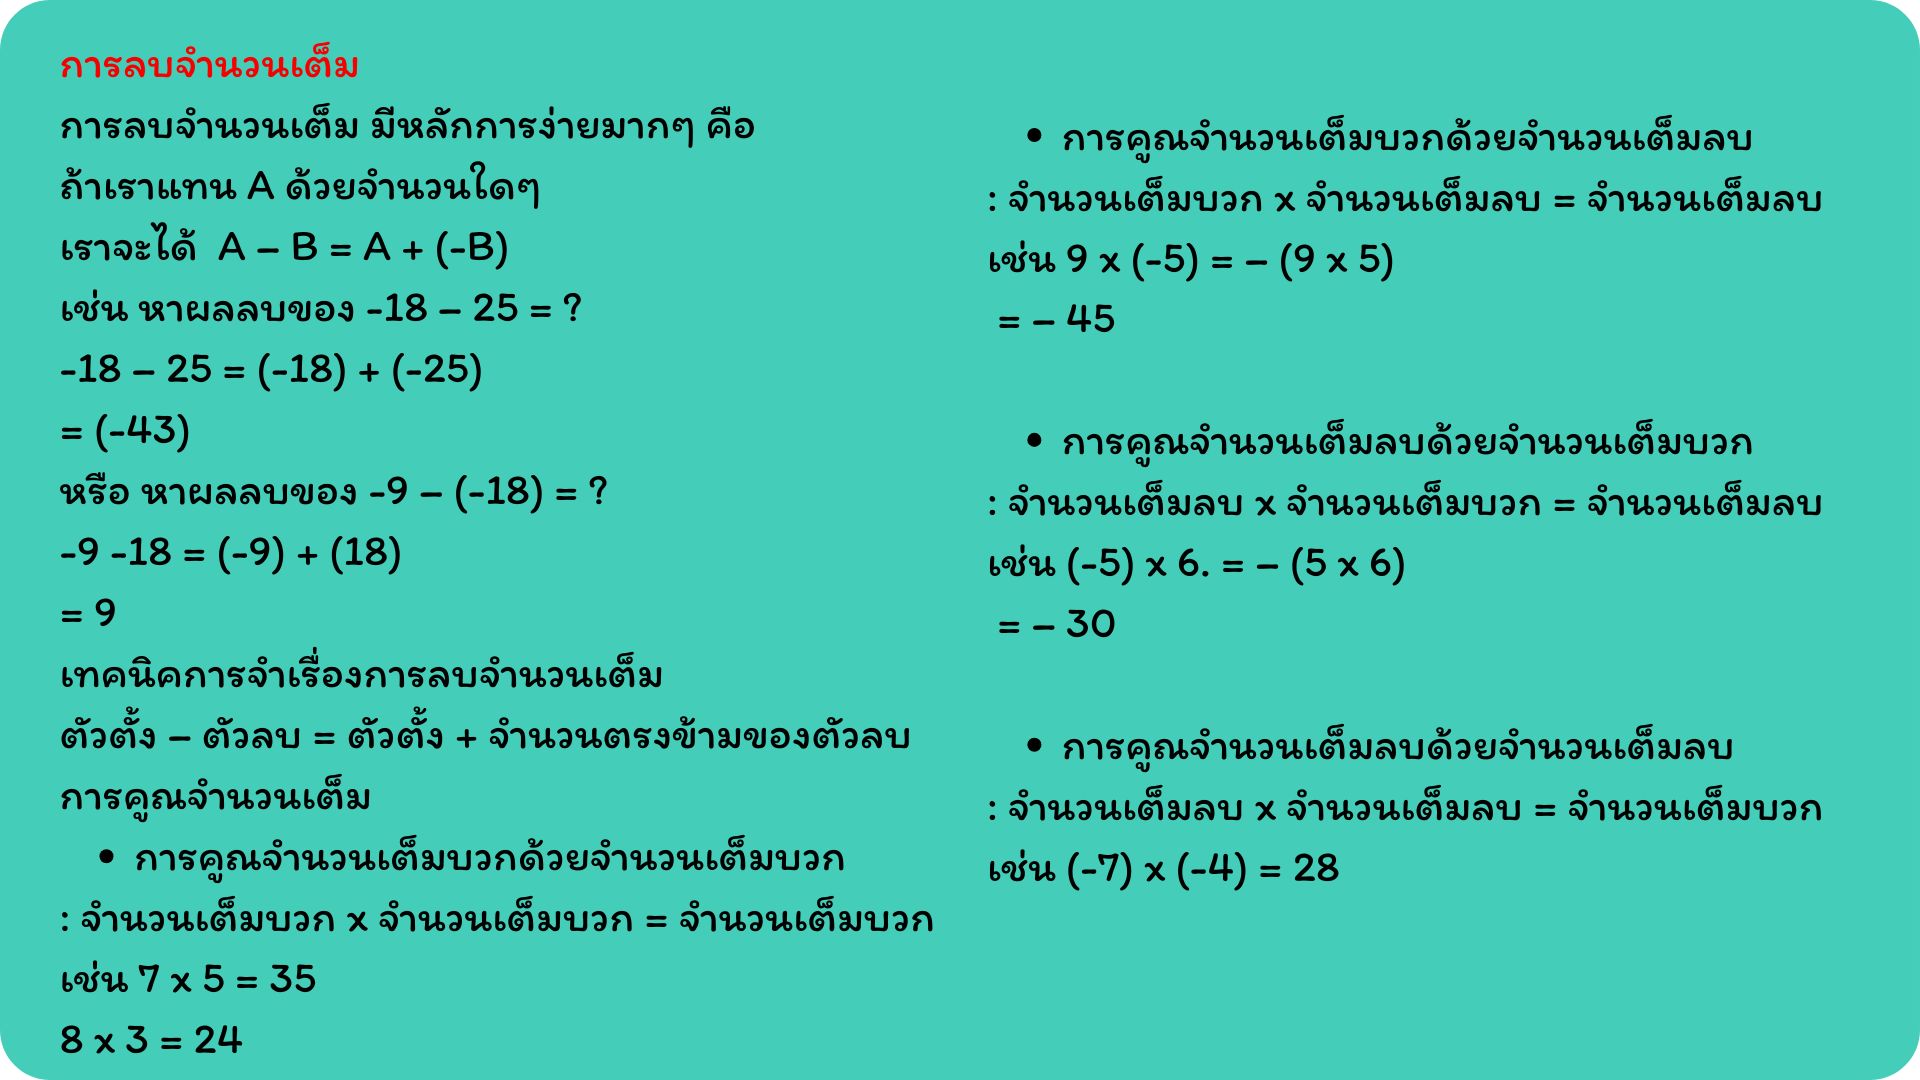 การลบจำนวนเต็ม
การลบจำนวนเต็ม มีหลักการง่ายมากๆ คือ
ถ้าเราแทน A ด้วยจำนวนใดๆ
เราจะได้  A – B = A + (-B)
เช่น หาผลลบของ -18 – 25 = ?
-18 – 25 = (-18) + (-25)
= (-43)
หรือ หาผลลบของ -9 – (-18) = ?
-9 -18 = (-9) + (18)
= 9
เทคนิคการจำเรื่องการลบจำนวนเต็ม
ตัวตั้ง – ตัวลบ = ตัวตั้ง + จำนวนตรงข้ามของตัวลบ
การคูณจำนวนเต็ม
• การคูณจำนวนเต็มบวกด้วยจำนวนเต็มบวก
: จำนวนเต็มบวก x จำนวนเต็มบวก = จำนวนเต็มบวก
เช่น 7 x 5 = 35
8 x 3 = 24
• การคูณจำนวนเต็มบวกด้วยจำนวนเต็มลบ
: จำนวนเต็มบวก x จำนวนเต็มลบ = จำนวนเต็มลบ
เช่น 9 x (-5) = – (9 x 5)
= – 45
• การคูณจำนวนเต็มลบด้วยจำนวนเต็มบวก
: จำนวนเต็มลบ x จำนวนเต็มบวก = จำนวนเต็มลบ
เช่น (-5) x 6. = – (5 x 6)
= – 30
• การคูณจำนวนเต็มลบด้วยจำนวนเต็มลบ
: จำนวนเต็มลบ x จำนวนเต็มลบ = จำนวนเต็มบวก
เช่น (-7) x (-4) = 28